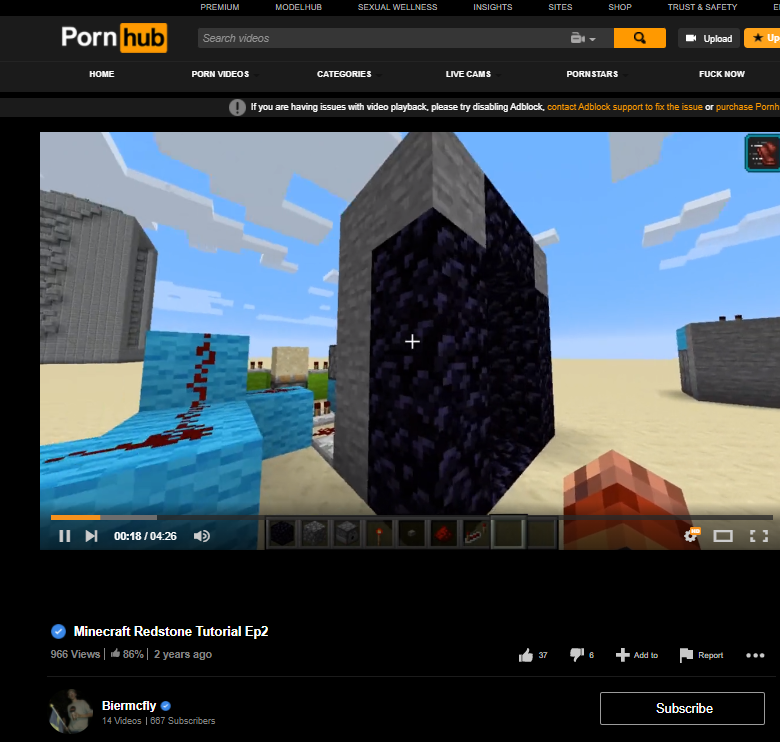 PREMIUM MODELHUB SEXUAL WELLNESS INSIGHTS SITES SHOP TRUST & SAFETY
Porn hub Search videos Upload
HOME PORN VIDEOS CATEGORIES LIVE CAMS PORNSTARS FUCK NOW
If you are having issues with video playback, please try disabling Adblock, contact Adblock support to fix the issue or purchase Pornh
00:18 / 04:26
Minecraft Redstone Tutorial Ep2
966 Views | 86% | 2 years ago 37 6 Add to Report
Biermcfly
14 Videos | 667 Subscribers
Subscribe